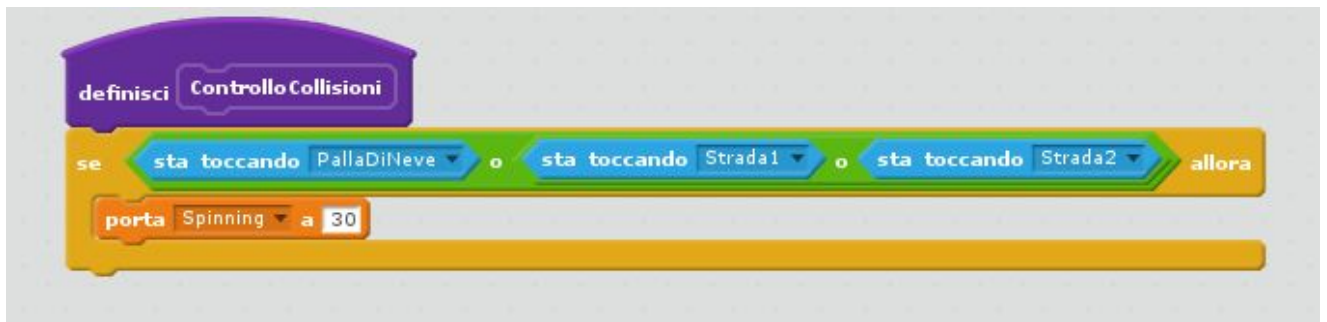 definisci ControlloCollisioni
se sta toccando PallaDiNeve o sta toccando Strada1 o sta toccando Strada2 allora
porta Spinning a 30